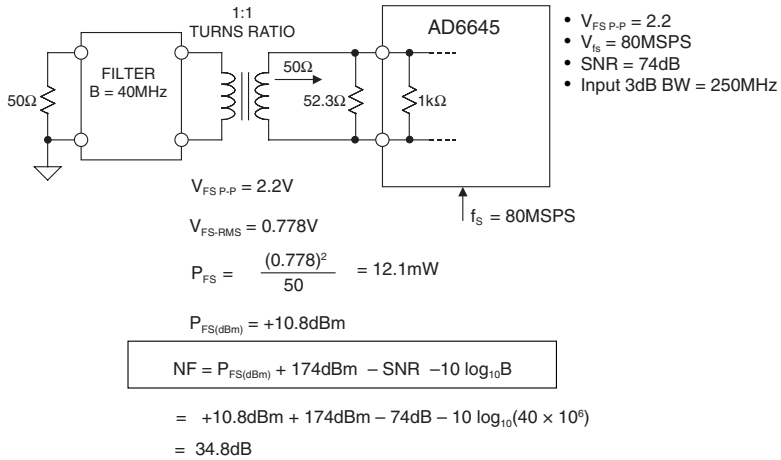 1:1
TURNS RATIO
AD6645
• V_FS P-P = 2.2
• V_fs = 80MSPS
• SNR = 74dB
• Input 3dB BW = 250MHz
FILTER
B = 40MHz
50Ω
50Ω
52.3Ω
1kΩ
f_S = 80MSPS
V_FS P-P = 2.2V
V_FS-RMS = 0.778V
P_FS = (0.778)² / 50 = 12.1mW
P_FS(dBm) = +10.8dBm
NF = P_FS(dBm) + 174dBm – SNR –10 log₁₀B
= +10.8dBm + 174dBm – 74dB – 10 log₁₀(40 × 10⁶)
= 34.8dB